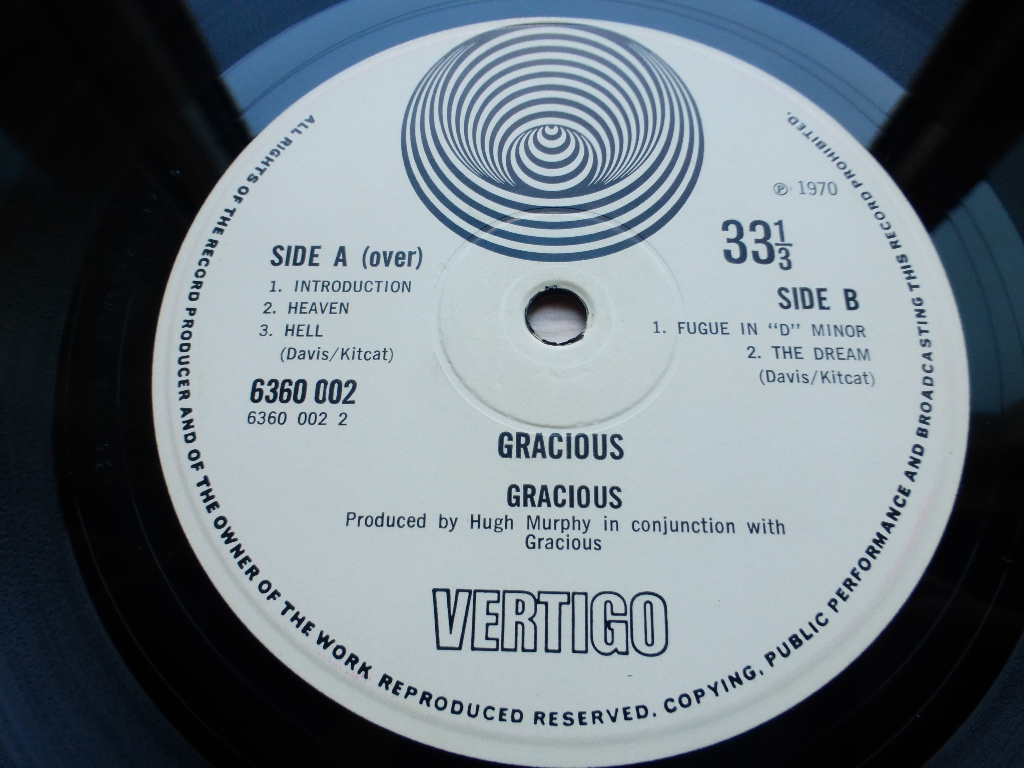 ALL RIGHTS OF THE RECORD PRODUCER AND OF THE OWNER OF THE WORK REPRODUCED RESERVED. COPYING, PUBLIC PERFORMANCE AND BROADCASTING THIS RECORD PROHIBITED.
℗ 1970
33⅓
SIDE A (over)
1. INTRODUCTION
2. HEAVEN
3. HELL
(Davis/Kitcat)
6360 002
6360 002 2
SIDE B
1. FUGUE IN "D" MINOR
2. THE DREAM
(Davis/Kitcat)
GRACIOUS
GRACIOUS
Produced by Hugh Murphy in conjunction with
Gracious
VERTIGO